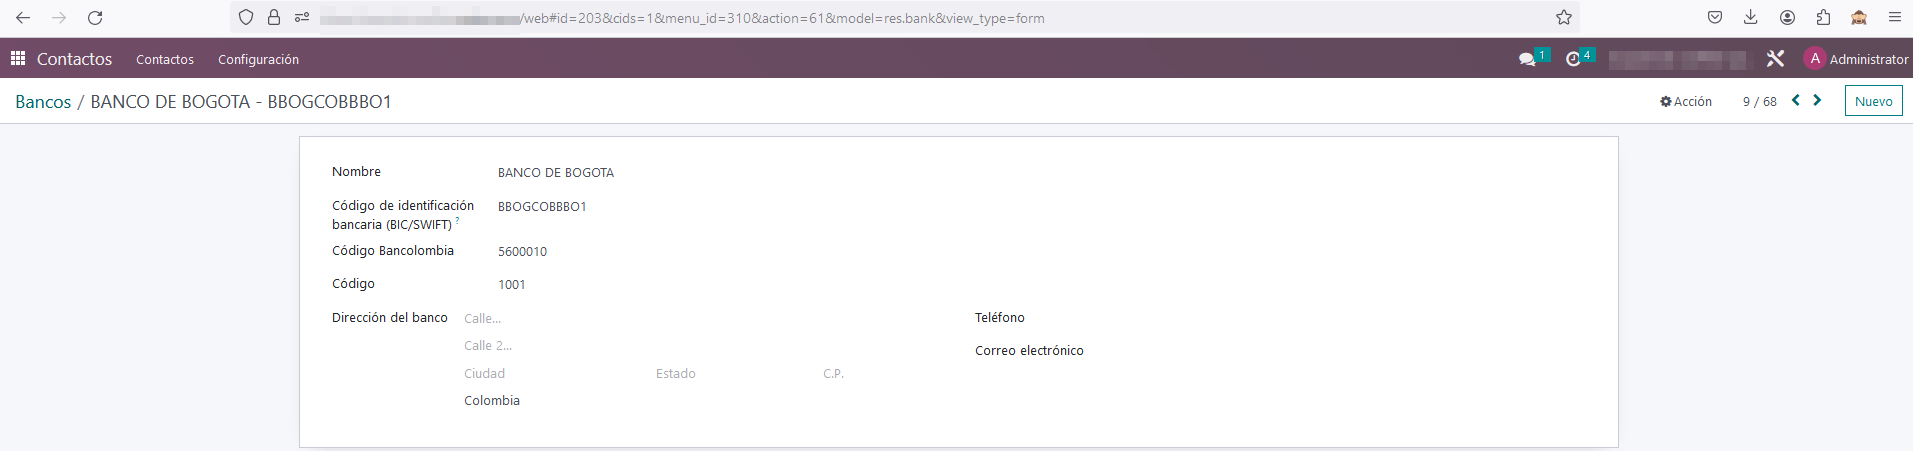 /web#id=203&cids=1&menu_id=310&action=61&model=res.bank&view_type=form
Contactos Contactos Configuración 1 4 A Administrator
Bancos / BANCO DE BOGOTA - BBOGCOBBBO1 Acción 9 / 68 Nuevo
Nombre BANCO DE BOGOTA
Código de identificación BBOGCOBBBO1
bancaria (BIC/SWIFT) ?
Código Bancolombia 5600010
Código 1001
Dirección del banco Calle... Teléfono
Calle 2...
Correo electrónico
Ciudad Estado C.P.
Colombia